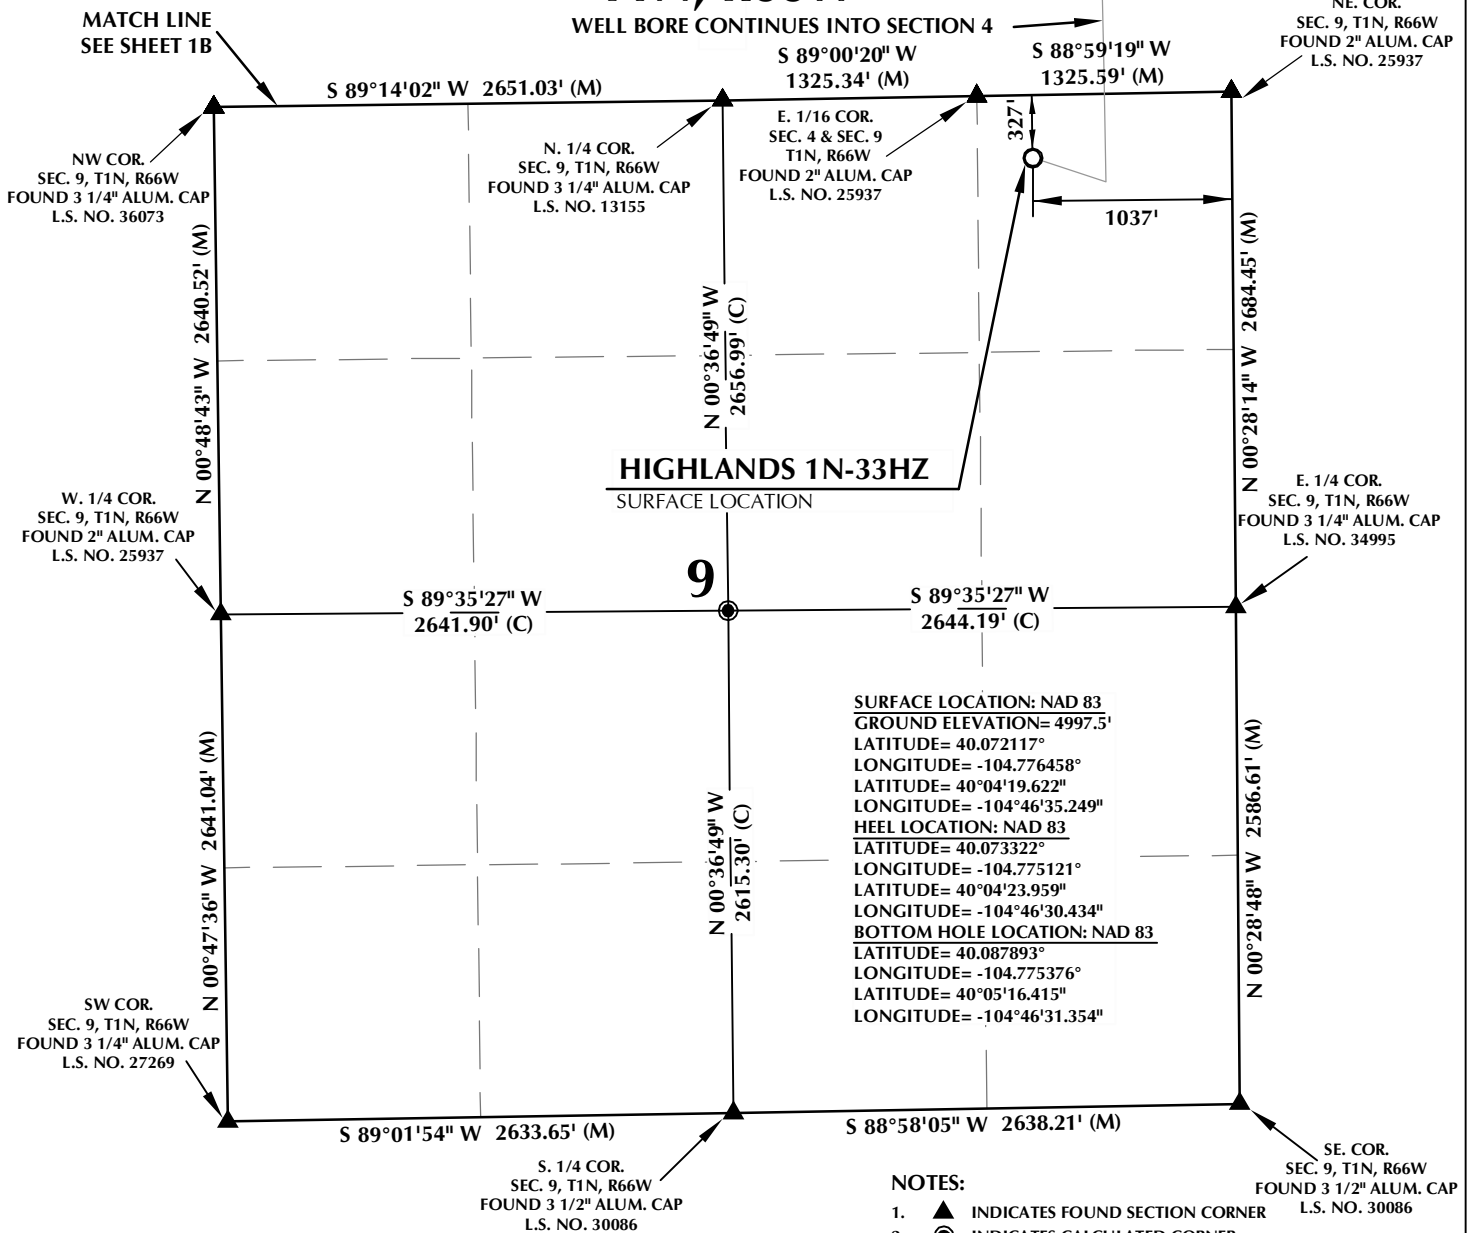 MATCH LINE
SEE SHEET 1B
WELL BORE CONTINUES INTO SECTION 4
NE. COR.
SEC. 9, T1N, R66W
FOUND 2" ALUM. CAP
L.S. NO. 25937
S 89°14'02" W 2651.03' (M)
S 89°00'20" W
1325.34' (M)
S 88°59'19" W
1325.59' (M)
NW COR.
SEC. 9, T1N, R66W
FOUND 3 1/4" ALUM. CAP
L.S. NO. 36073
N. 1/4 COR.
SEC. 9, T1N, R66W
FOUND 3 1/4" ALUM. CAP
L.S. NO. 13155
E. 1/16 COR.
SEC. 4 & SEC. 9
T1N, R66W
FOUND 2" ALUM. CAP
L.S. NO. 25937
327'
1037'
N 00°48'43" W 2640.52' (M)
N 00°36'49" W
2656.99' (C)
N 00°28'14" W 2684.45' (M)
HIGHLANDS 1N-33HZ
SURFACE LOCATION
W. 1/4 COR.
SEC. 9, T1N, R66W
FOUND 2" ALUM. CAP
L.S. NO. 25937
E. 1/4 COR.
SEC. 9, T1N, R66W
FOUND 3 1/4" ALUM. CAP
L.S. NO. 34995
9
S 89°35'27" W
2641.90' (C)
S 89°35'27" W
2644.19' (C)
SURFACE LOCATION: NAD 83
GROUND ELEVATION= 4997.5'
LATITUDE= 40.072117°
LONGITUDE= -104.776458°
LATITUDE= 40°04'19.622"
LONGITUDE= -104°46'35.249"
HEEL LOCATION: NAD 83
LATITUDE= 40.073322°
LONGITUDE= -104.775121°
LATITUDE= 40°04'23.959"
LONGITUDE= -104°46'30.434"
BOTTOM HOLE LOCATION: NAD 83
LATITUDE= 40.087893°
LONGITUDE= -104.775376°
LATITUDE= 40°05'16.415"
LONGITUDE= -104°46'31.354"
N 00°47'36" W 2641.04' (M)
N 00°36'49" W
2615.30' (C)
N 00°28'48" W 2586.61' (M)
SW COR.
SEC. 9, T1N, R66W
FOUND 3 1/4" ALUM. CAP
L.S. NO. 27269
S 89°01'54" W 2633.65' (M)
S 88°58'05" W 2638.21' (M)
S. 1/4 COR.
SEC. 9, T1N, R66W
FOUND 3 1/2" ALUM. CAP
L.S. NO. 30086
SE. COR.
SEC. 9, T1N, R66W
FOUND 3 1/2" ALUM. CAP
L.S. NO. 30086
NOTES:
1. INDICATES FOUND SECTION CORNER
2. INDICATES CALCULATED CORNER